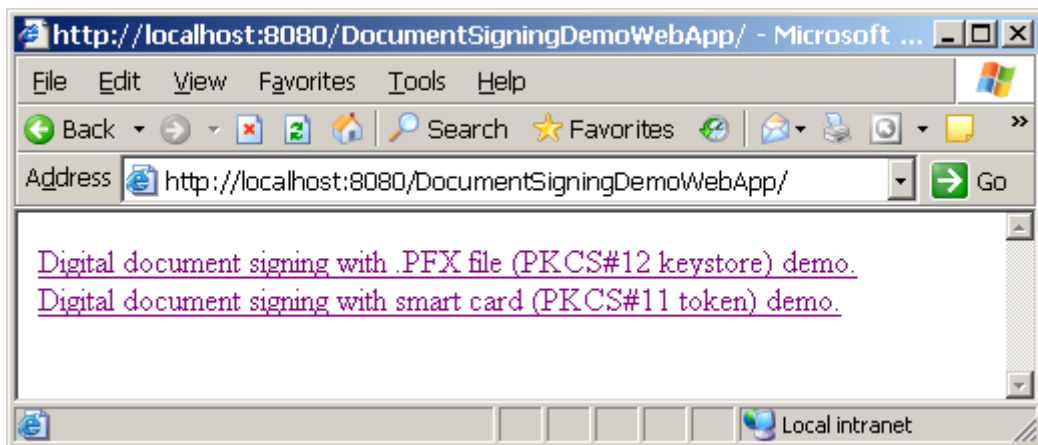 http://localhost:8080/DocumentSigningDemoWebApp/ - Microsoft ...
File Edit View Favorites Tools Help
Back Search Favorites »
Address http://localhost:8080/DocumentSigningDemoWebApp/ Go
Digital document signing with .PFX file (PKCS#12 keystore) demo.
Digital document signing with smart card (PKCS#11 token) demo.
Local intranet